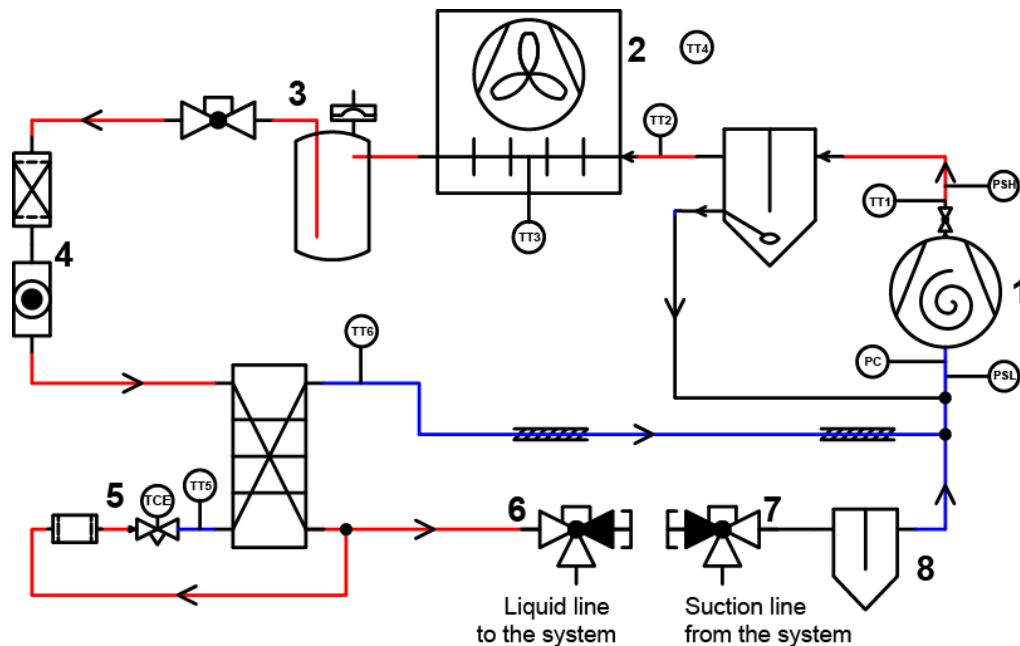 2
TT4
3
TT2
PSH
TT1
TT3
4
1
TT6
PC
PSL
5
TCE
TT5
6
7
8
Liquid line
to the system
Suction line
from the system